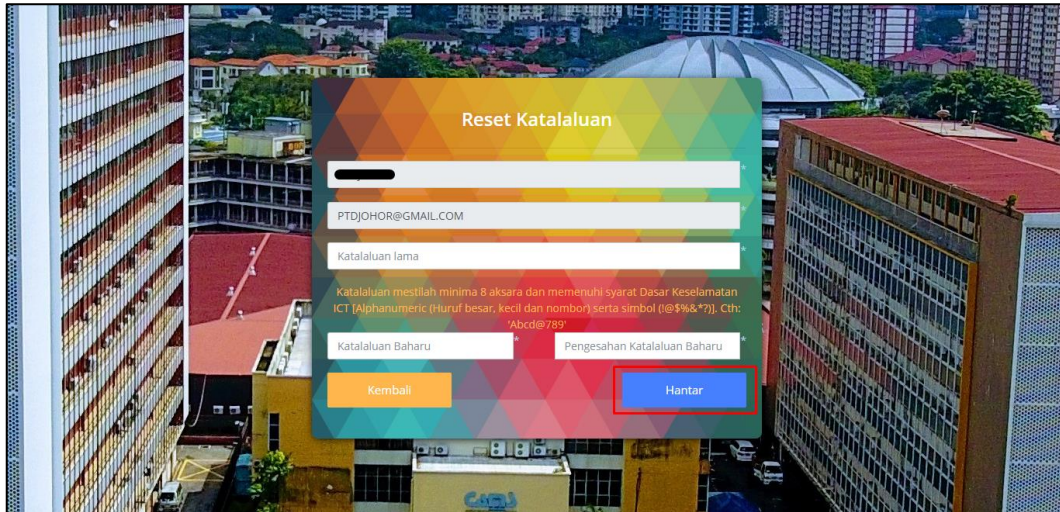 Reset Katalaluan
*
PTDJOHOR@GMAIL.COM *
Katalaluan lama *
Katalaluan mestilah minima 8 aksara dan memenuhi syarat Dasar Keselamatan
ICT [Alphanumeric (Huruf besar, kecil dan nombor) serta simbol (!@$%&*?)]. Cth:
'Abcd@789'
Katalaluan Baharu * Pengesahan Katalaluan Baharu *
Kembali Hantar